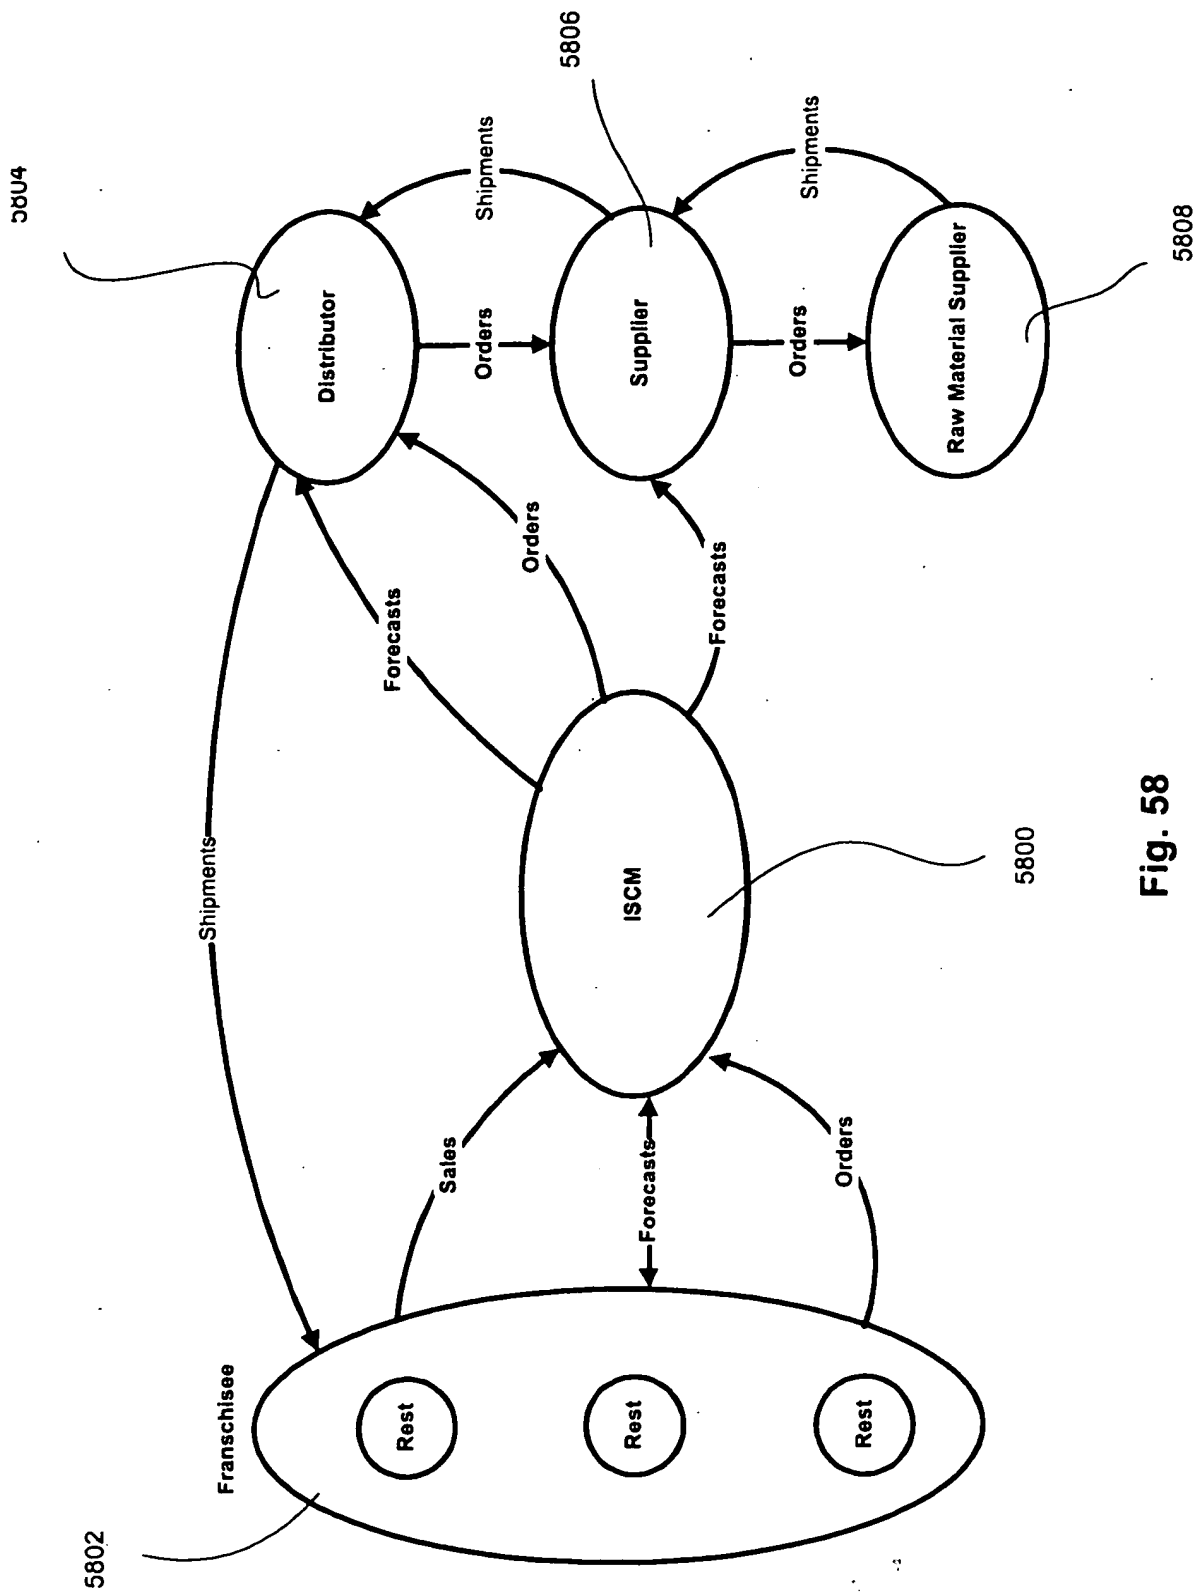 5802
Franschisee
Rest
Rest
Rest
Shipments
Sales
Forecasts
Orders
ISCM
5800
Forecasts
Orders
Forecasts
5804
Distributor
Orders
Shipments
5806
Supplier
Orders
Shipments
Raw Material Supplier
5808
Fig. 58